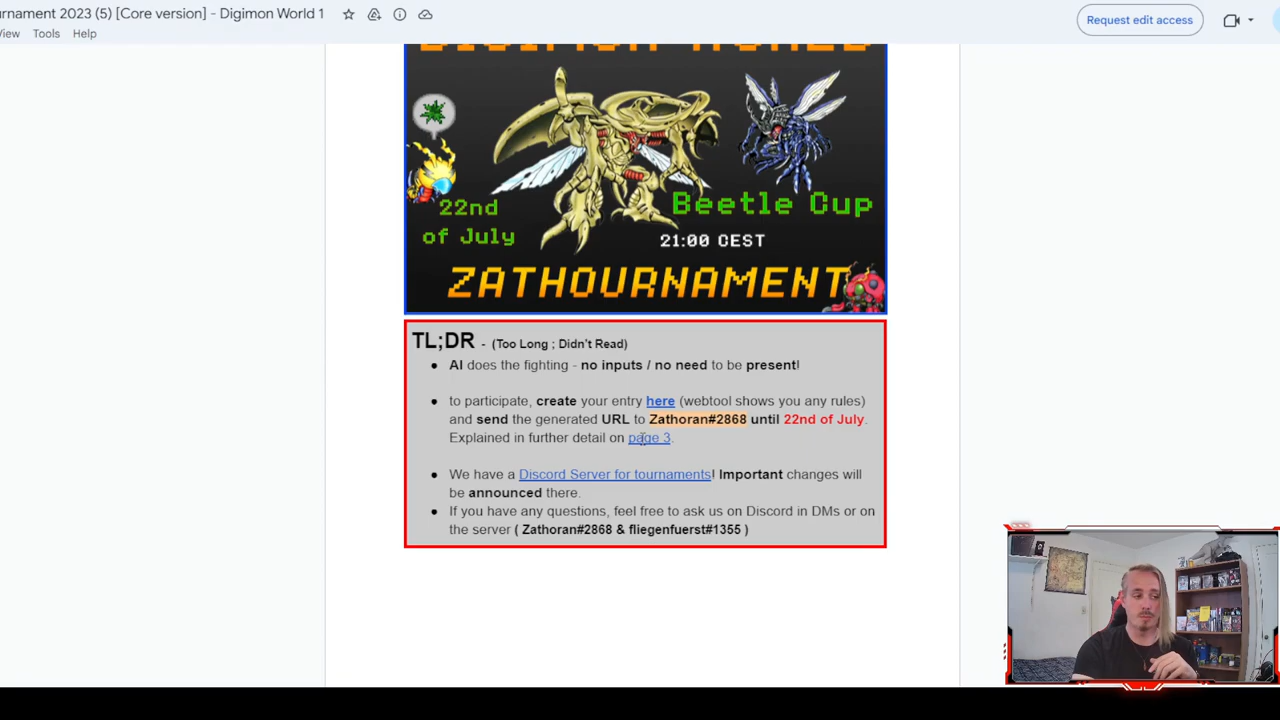 urnament 2023 (5) [Core version] - Digimon World 1
Request edit access
View Tools Help
DIGIMON WORLD
22nd
of July
Beetle Cup
21:00 CEST
ZATHOURNAMENT
TL;DR - (Too Long ; Didn't Read)
● AI does the fighting - no inputs / no need to be present!
● to participate, create your entry here (webtool shows you any rules)
and send the generated URL to Zathoran#2868 until 22nd of July.
Explained in further detail on page 3.
● We have a Discord Server for tournaments! Important changes will
be announced there.
● If you have any questions, feel free to ask us on Discord in DMs or on
the server ( Zathoran#2868 & fliegenfuerst#1355 )